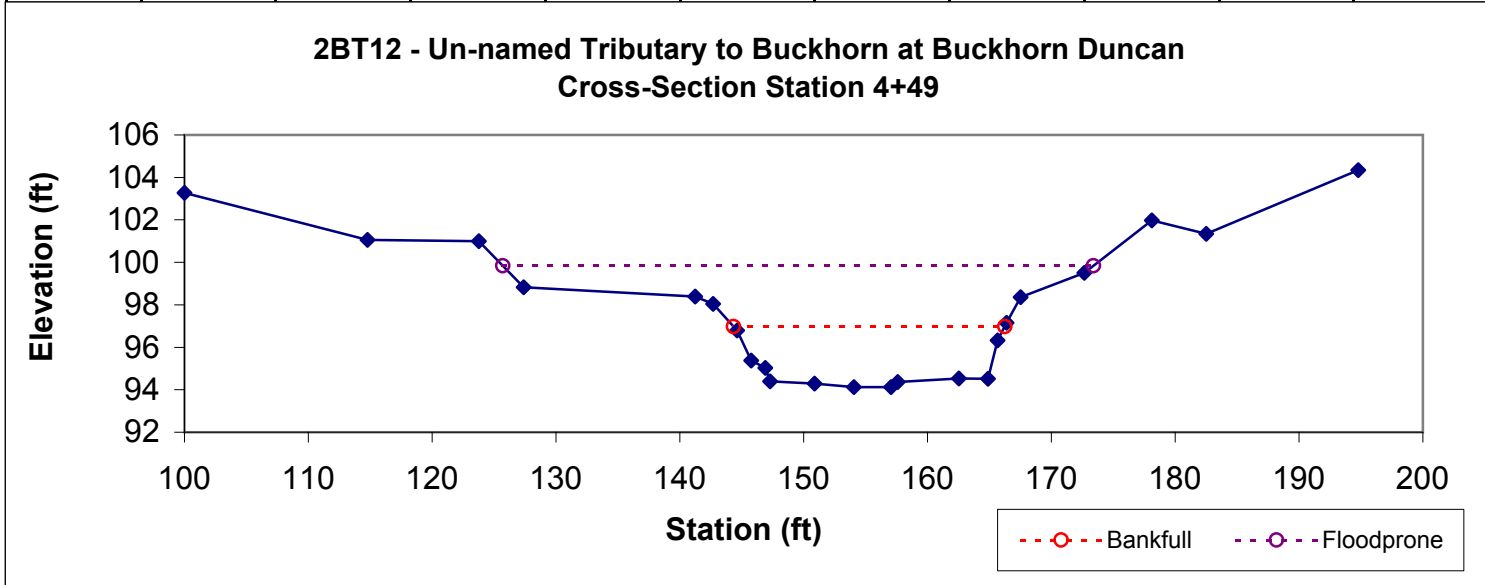 2BT12 - Un-named Tributary to Buckhorn at Buckhorn Duncan
Cross-Section Station 4+49
Elevation (ft)
106
104
102
100
98
96
94
92
100 110 120 130 140 150 160 170 180 190 200
Station (ft)
Bankfull Floodprone